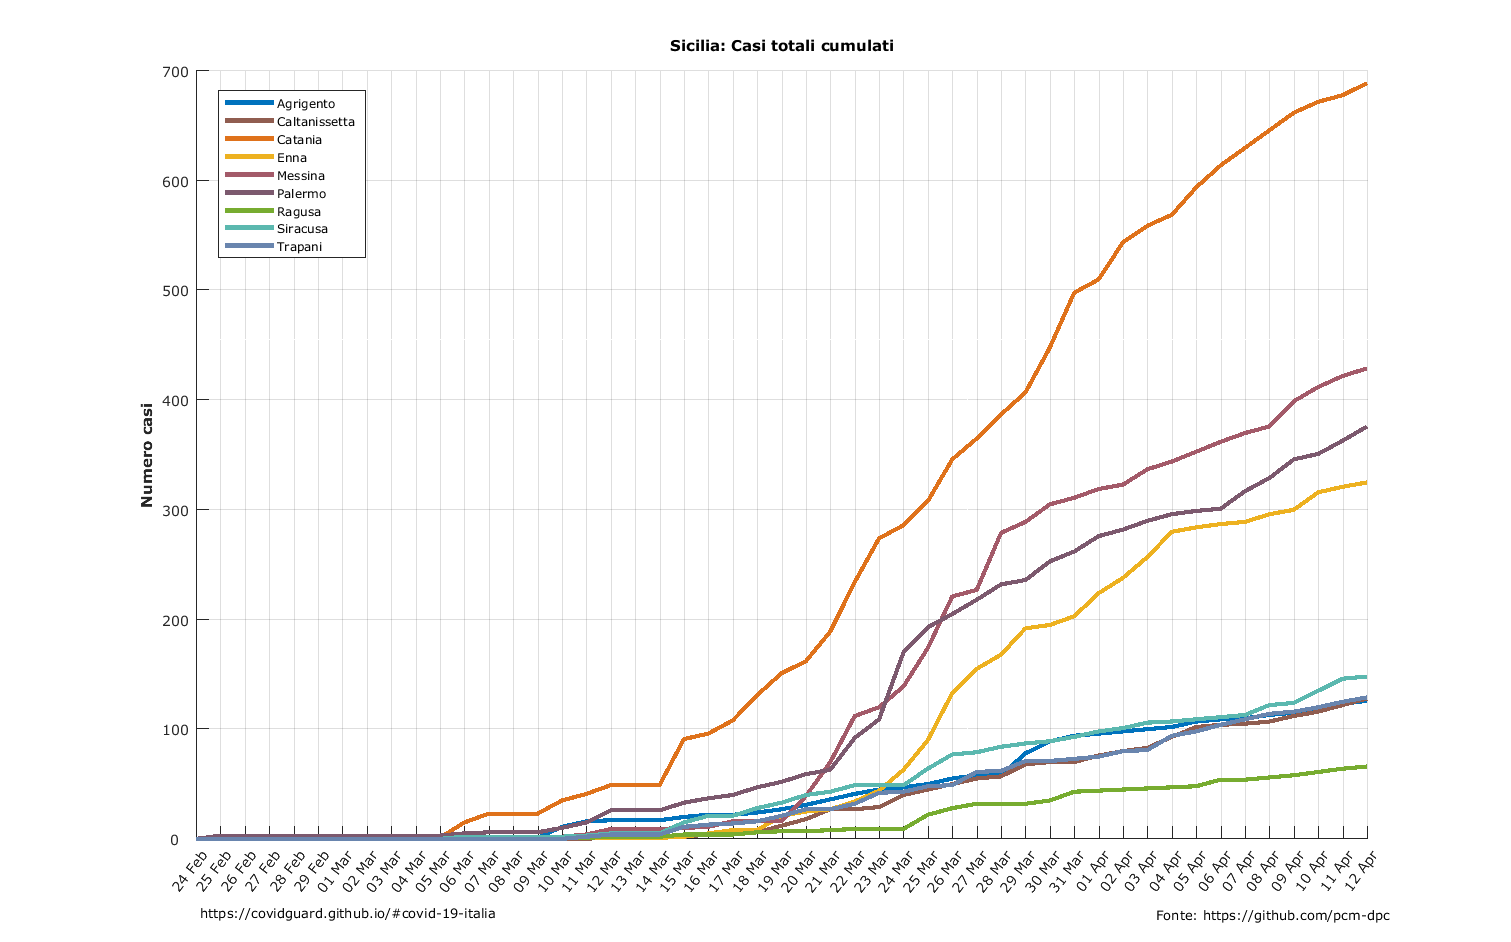 Sicilia: Casi totali cumulati
Numero casi
700
600
500
400
300
200
100
0
Agrigento
Caltanissetta
Catania
Enna
Messina
Palermo
Ragusa
Siracusa
Trapani
24 Feb
25 Feb
26 Feb
27 Feb
28 Feb
29 Feb
01 Mar
02 Mar
03 Mar
04 Mar
05 Mar
06 Mar
07 Mar
08 Mar
09 Mar
10 Mar
11 Mar
12 Mar
13 Mar
14 Mar
15 Mar
16 Mar
17 Mar
18 Mar
19 Mar
20 Mar
21 Mar
22 Mar
23 Mar
24 Mar
25 Mar
26 Mar
27 Mar
28 Mar
29 Mar
30 Mar
31 Mar
01 Apr
02 Apr
03 Apr
04 Apr
05 Apr
06 Apr
07 Apr
08 Apr
09 Apr
10 Apr
11 Apr
12 Apr
https://covidguard.github.io/#covid-19-italia
Fonte: https://github.com/pcm-dpc